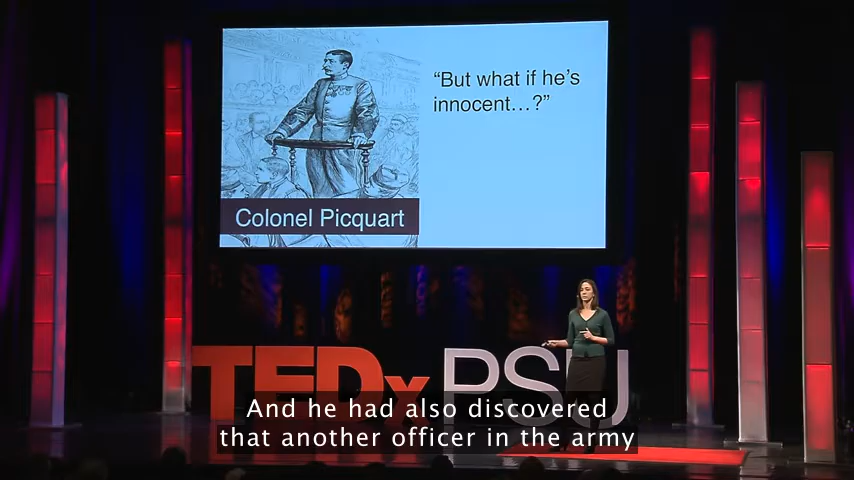 “But what if he’s
innocent…?”
Colonel Picquart
TEDxPSU
And he had also discovered
that another officer in the army